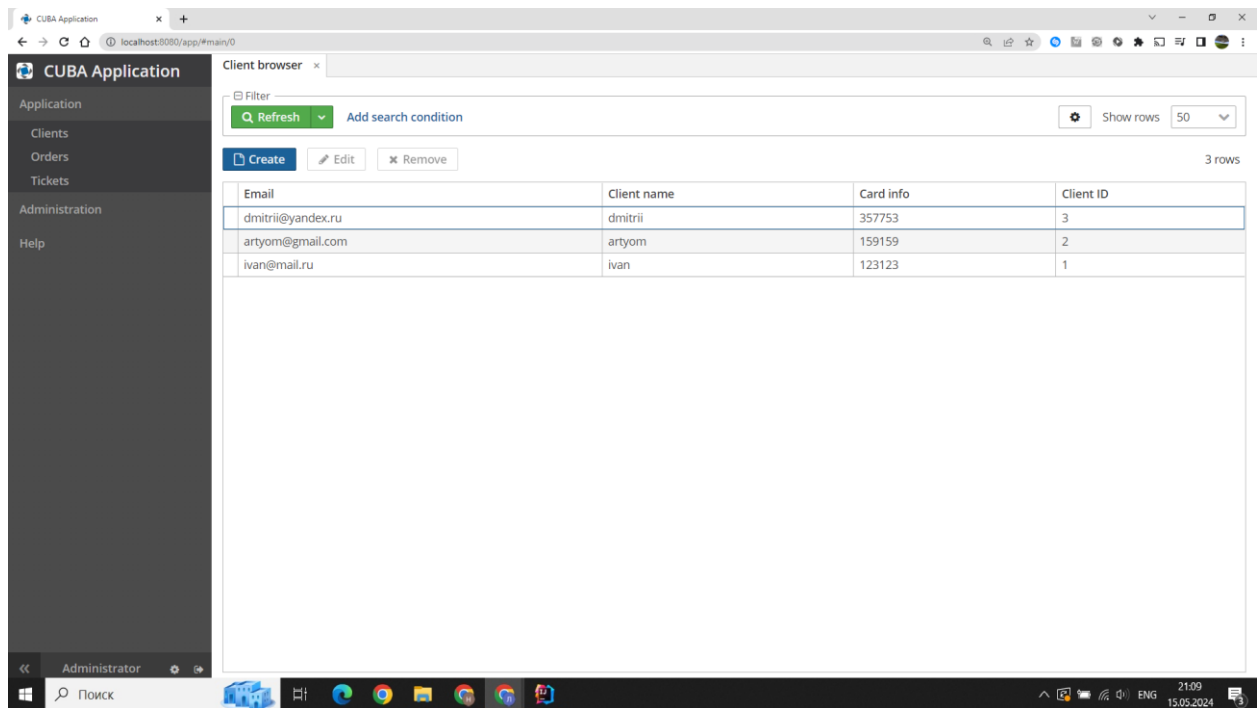 CUBA Application
localhost:8080/app/#main/0
CUBA Application
Client browser
Application
Filter
Refresh Add search condition Show rows 50
Clients
Orders
Create Edit Remove 3 rows
Tickets
Email Client name Card info Client ID
Administration
dmitrii@yandex.ru dmitrii 357753 3
Help
artyom@gmail.com artyom 159159 2
ivan@mail.ru ivan 123123 1
Administrator
Поиск
ENG
21:09
15.05.2024
3